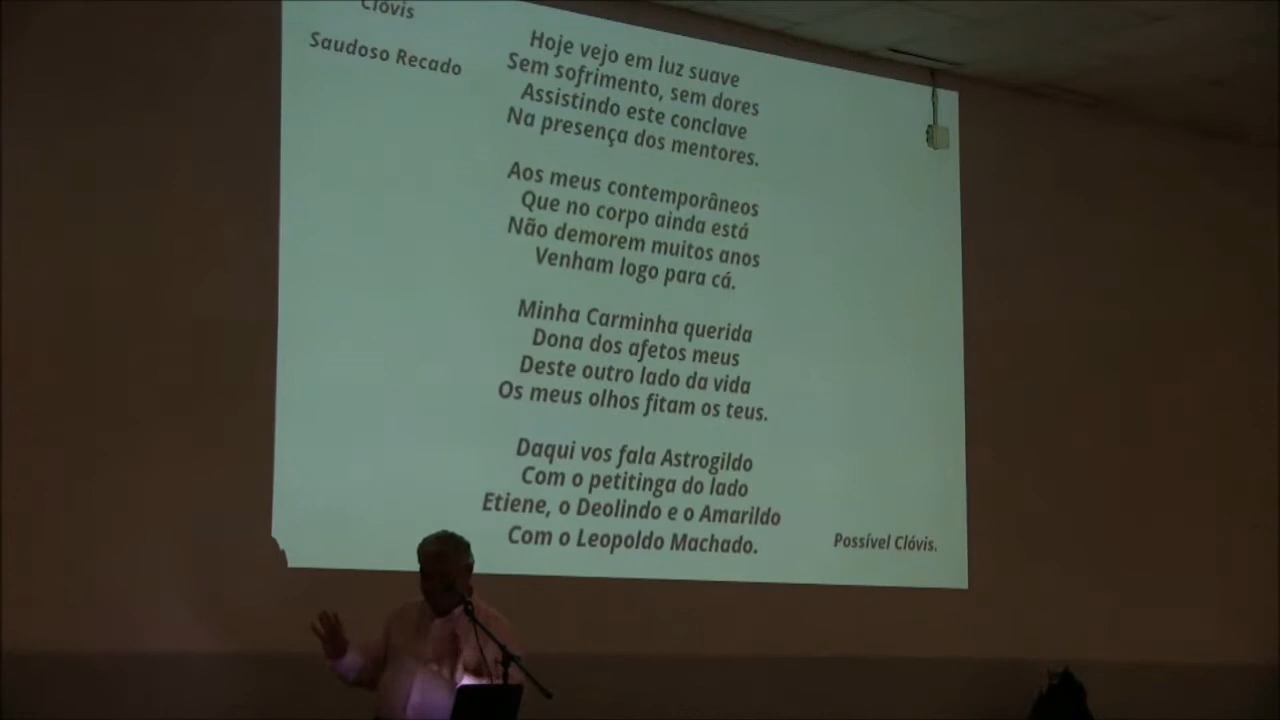 Clóvis
Saudoso Recado
Hoje vejo em luz suave
Sem sofrimento, sem dores
Assistindo este conclave
Na presença dos mentores.
Aos meus contemporâneos
Que no corpo ainda está
Não demorem muitos anos
Venham logo para cá.
Minha Carminha querida
Dona dos afetos meus
Deste outro lado da vida
Os meus olhos fitam os teus.
Daqui vos fala Astrogildo
Com o petitinga do lado
Etiene, o Deolindo e o Amarildo
Com o Leopoldo Machado.
Possível Clóvis.